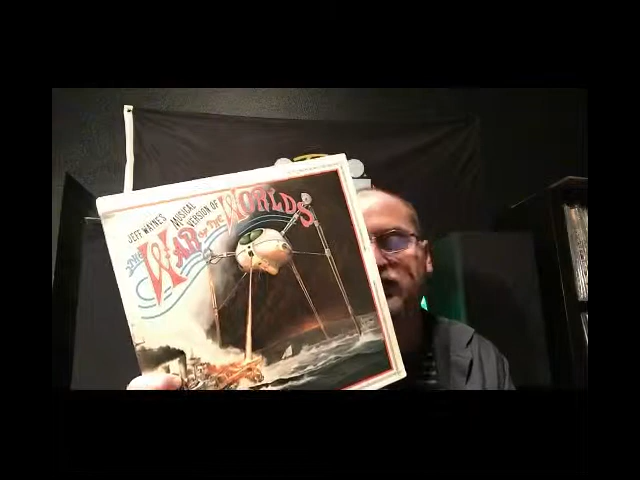 JEFF WAYNE'S
MUSICAL
VERSION OF
THE
WAR OF THE WORLDS